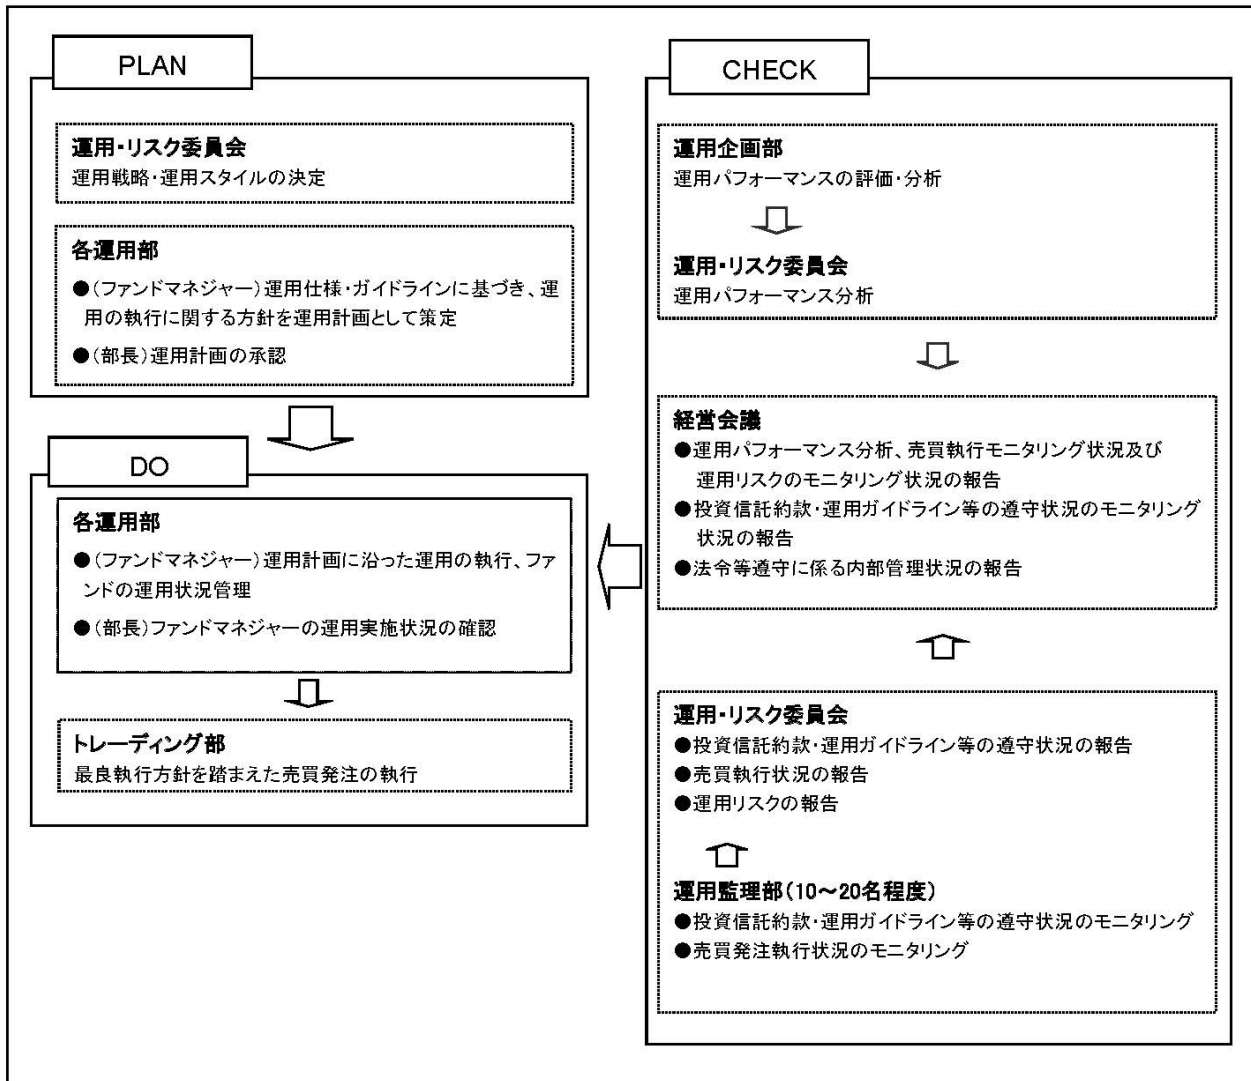 PLAN
運用・リスク委員会
運用戦略・運用スタイルの決定
各運用部
●(ファンドマネジャー)運用仕様・ガイドラインに基づき、運
用の執行に関する方針を運用計画として策定
●(部長)運用計画の承認
DO
各運用部
●(ファンドマネジャー)運用計画に沿った運用の執行、ファ
ンドの運用状況管理
●(部長)ファンドマネジャーの運用実施状況の確認
トレーディング部
最良執行方針を踏まえた売買発注の執行
CHECK
運用企画部
運用パフォーマンスの評価・分析
運用・リスク委員会
運用パフォーマンス分析
経営会議
●運用パフォーマンス分析、売買執行モニタリング状況及び
運用リスクのモニタリング状況の報告
●投資信託約款・運用ガイドライン等の遵守状況のモニタリング
状況の報告
●法令等遵守に係る内部管理状況の報告
運用・リスク委員会
●投資信託約款・運用ガイドライン等の遵守状況の報告
●売買執行状況の報告
●運用リスクの報告
運用監理部(10～20名程度)
●投資信託約款・運用ガイドライン等の遵守状況のモニタリング
●売買発注執行状況のモニタリング